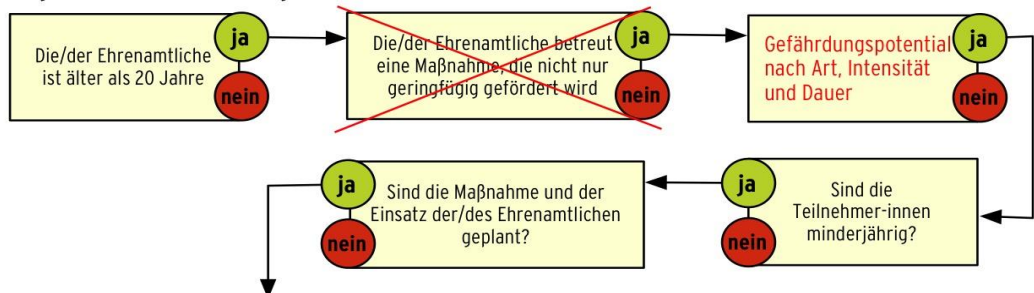 Die/der Ehrenamtliche
ist älter als 20 Jahre
ja
nein
Die/der Ehrenamtliche betreut
eine Maßnahme, die nicht nur
geringfügig gefördert wird
ja
nein
Gefährdungspotential
nach Art, Intensität
und Dauer
ja
nein
ja
nein
Sind die Maßnahme und der
Einsatz der/des Ehrenamtlichen
geplant?
ja
nein
Sind die
Teilnehmer-innen
minderjährig?